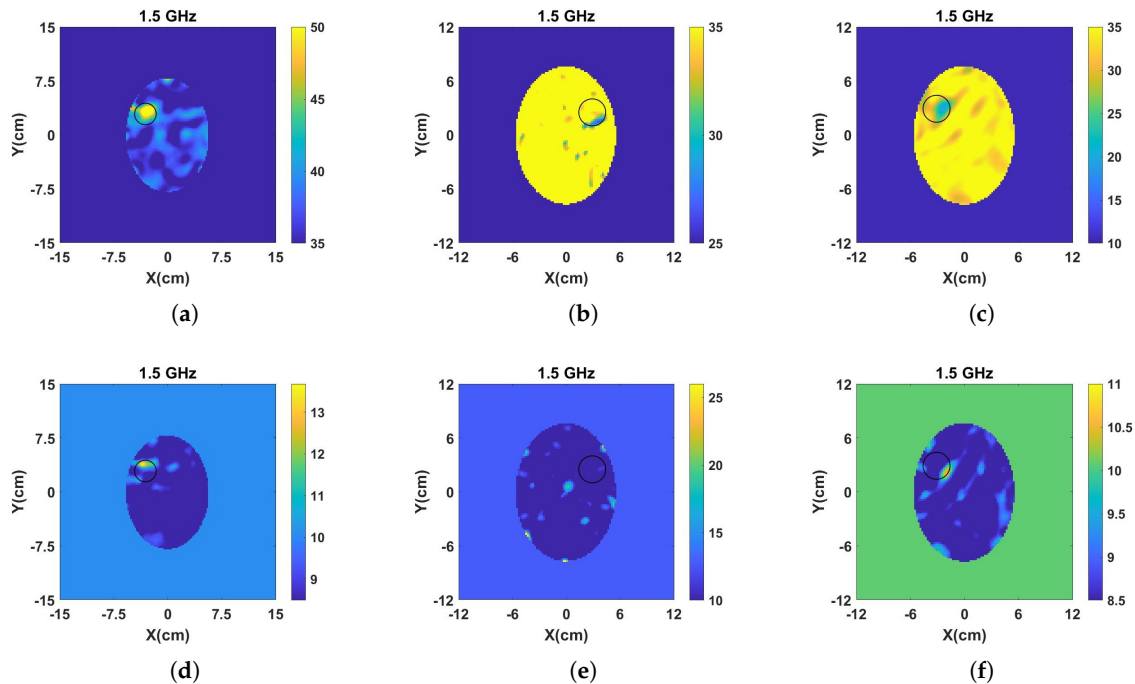 1.5 GHz 1.5 GHz 1.5 GHz
15 50 12 35 12 35
7.5 45 6 6 30
25
Y(cm) 0 Y(cm) 0 30 Y(cm) 0
40 20
-7.5 -6 -6 15
-15 35 -12 25 -12 10
-15 -7.5 0 7.5 15 -12 -6 0 6 12 -12 -6 0 6 12
X(cm) X(cm) X(cm)
(a) (b) (c)
1.5 GHz 1.5 GHz 1.5 GHz
15 12 12 11
13 25
7.5 12 6 6 10.5
20 10
Y(cm) 0 11 Y(cm) 0 Y(cm) 0
10 15 9.5
-7.5 -6 -6 9
9
-15 -12 10 -12 8.5
-15 -7.5 0 7.5 15 -12 -6 0 6 12 -12 -6 0 6 12
X(cm) X(cm) X(cm)
(d) (e) (f)